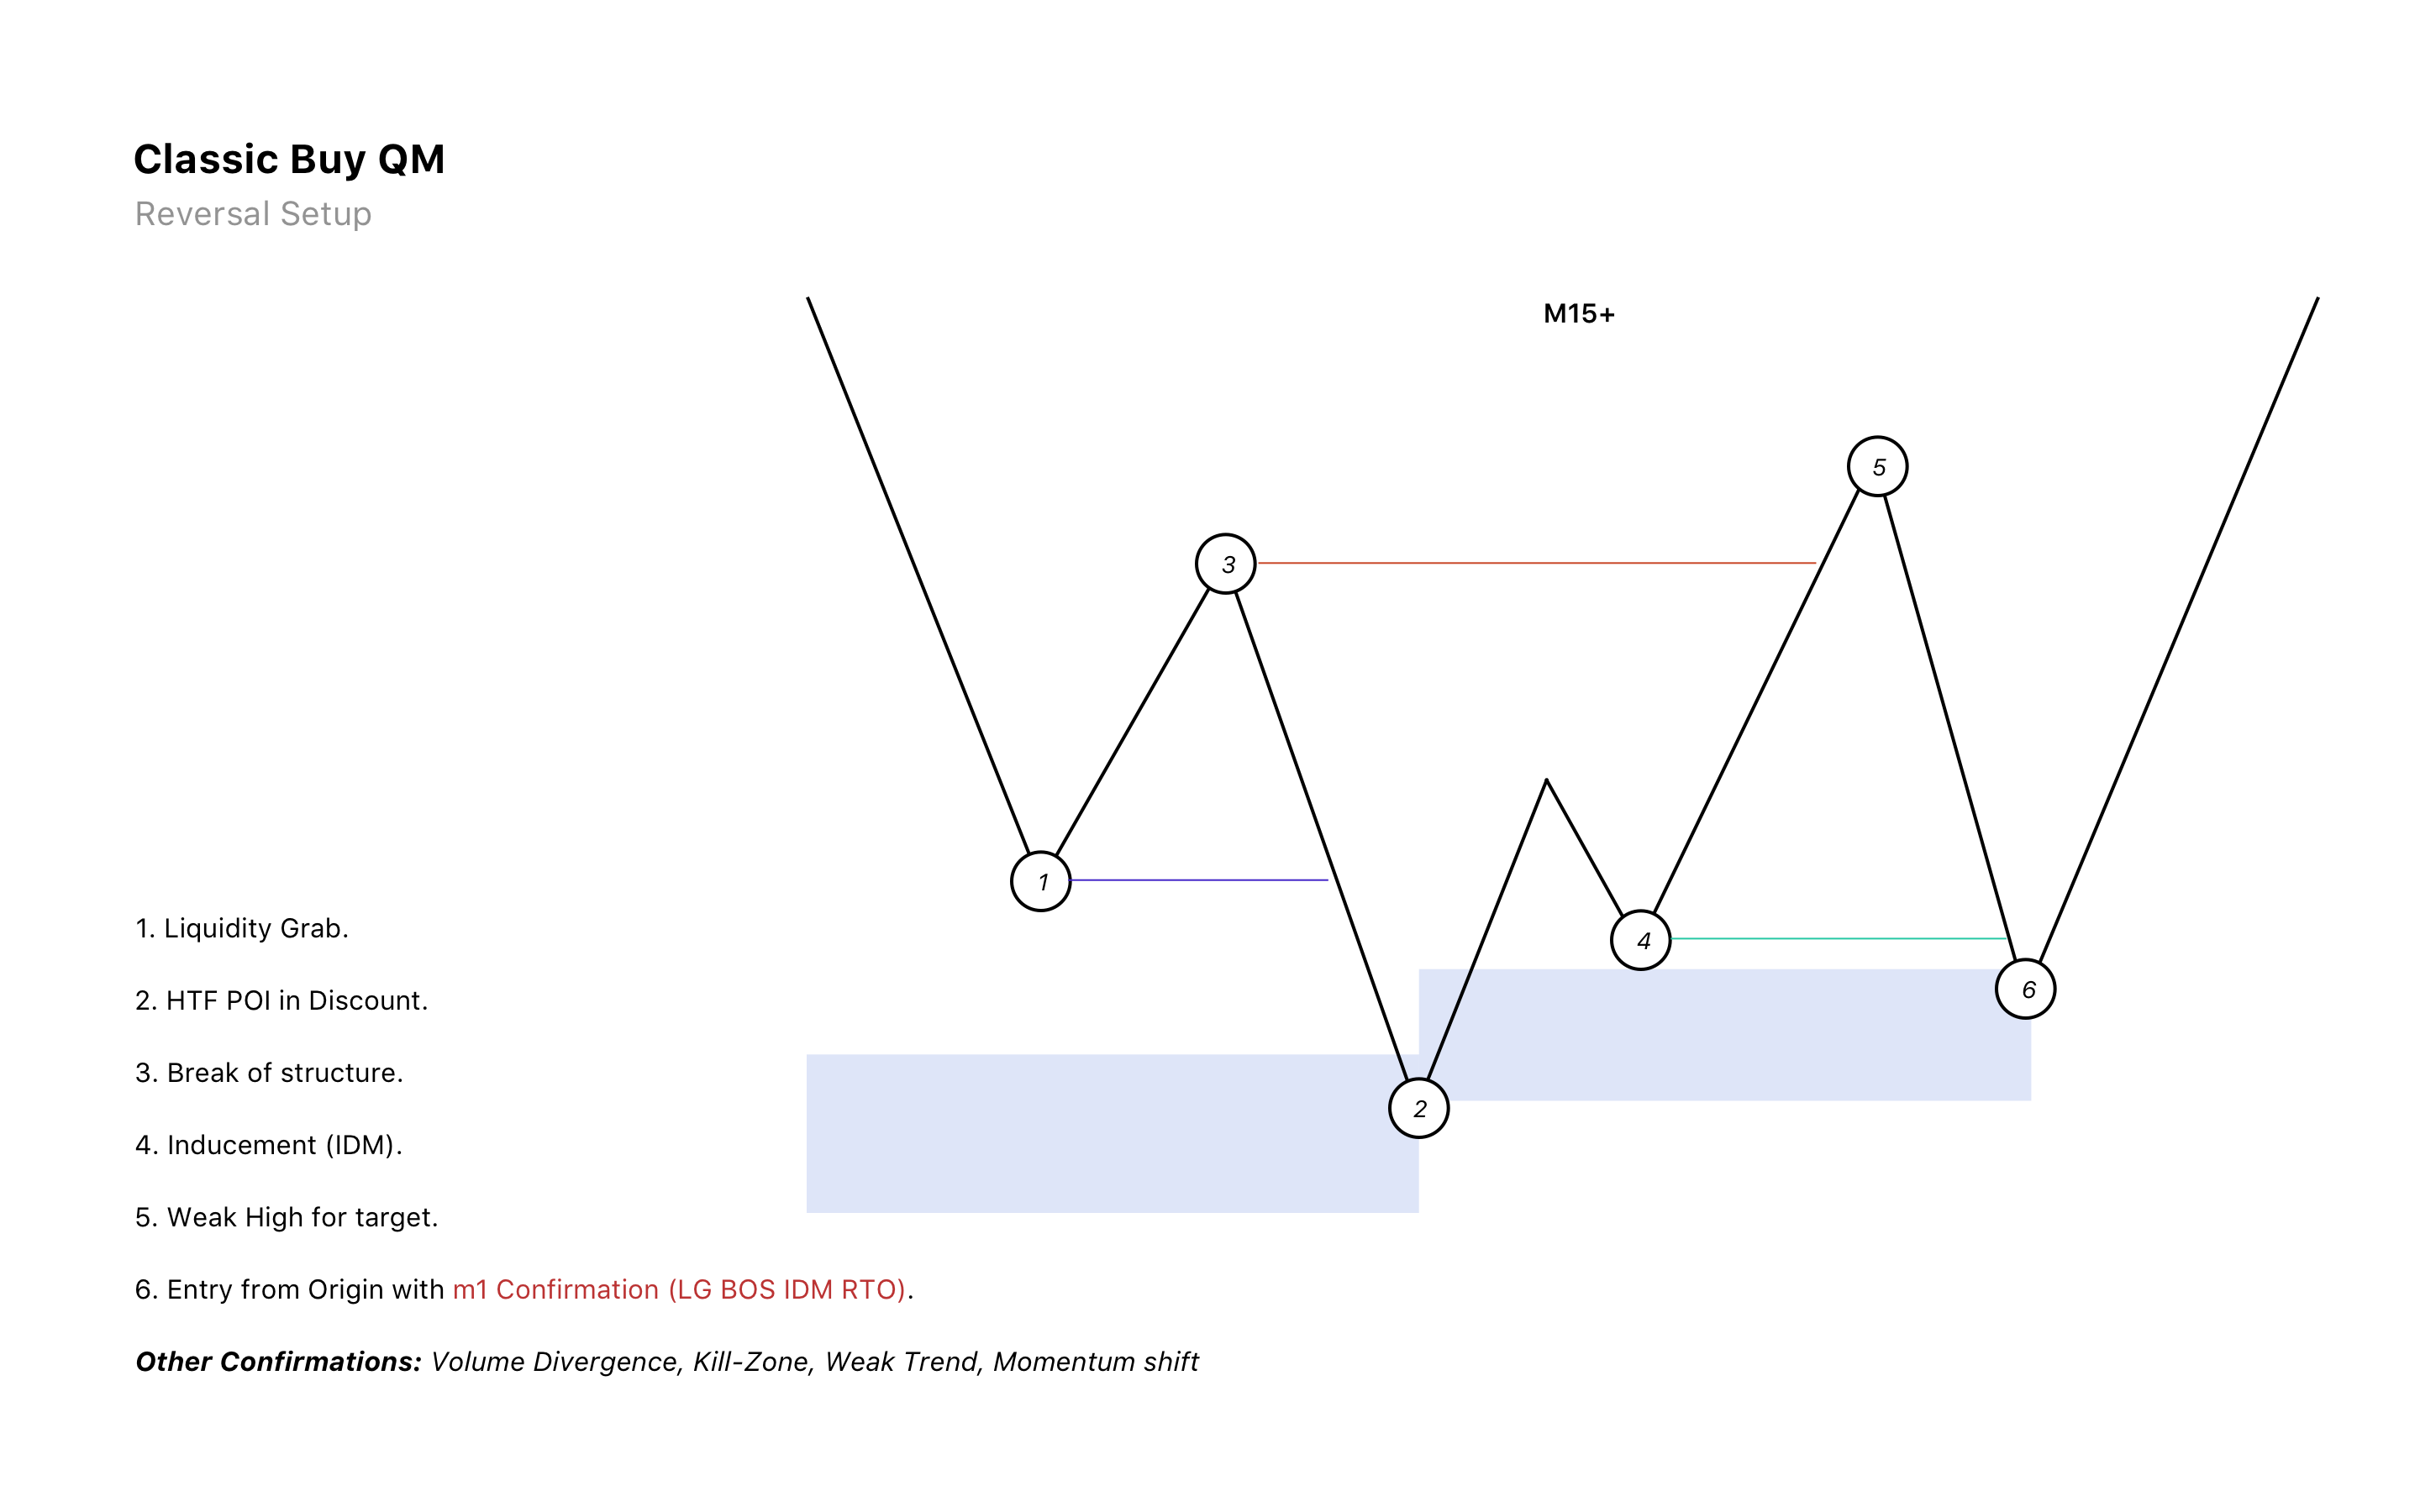 Classic Buy QM
Reversal Setup
M15+
5
3
1
4
6
2
1. Liquidity Grab.
2. HTF POI in Discount.
3. Break of structure.
4. Inducement (IDM).
5. Weak High for target.
6. Entry from Origin with m1 Confirmation (LG BOS IDM RTO).
Other Confirmations: Volume Divergence, Kill-Zone, Weak Trend, Momentum shift